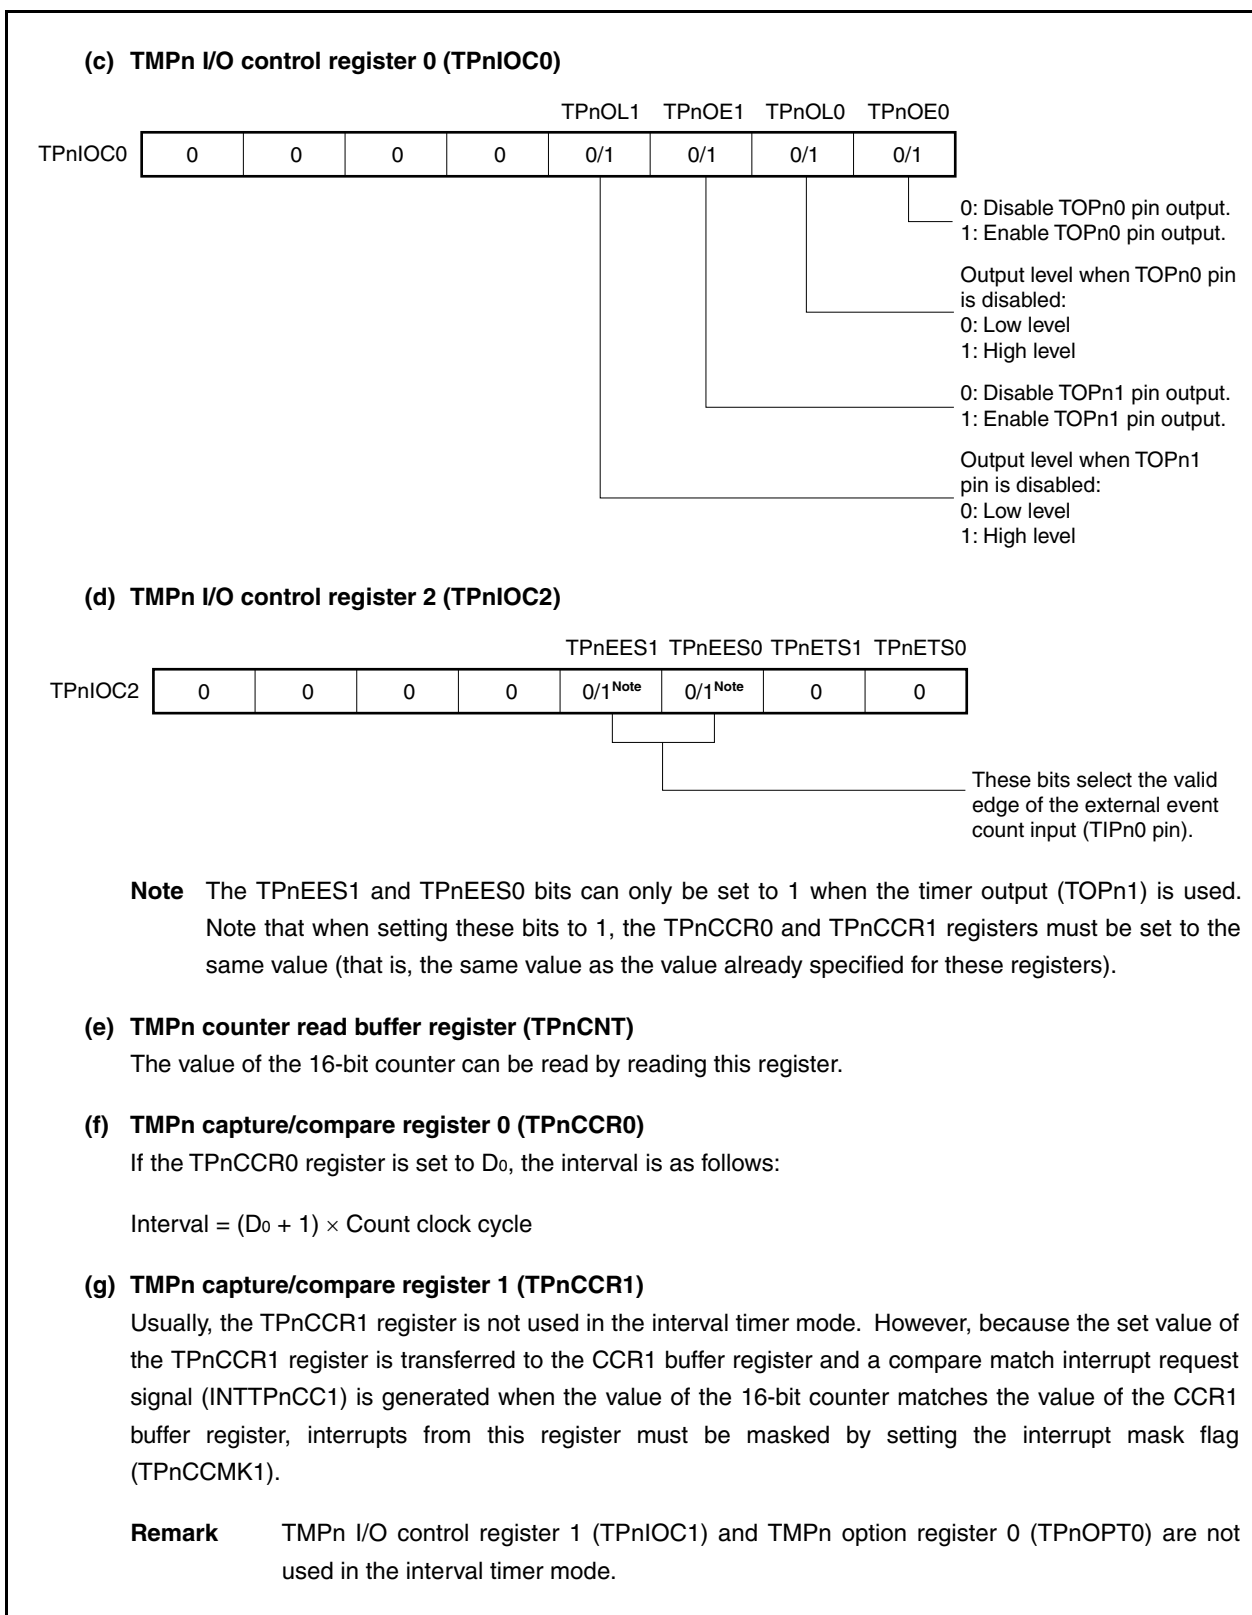 (c) TMPn I/O control register 0 (TPnIOC0)
TPnOL1 TPnOE1 TPnOL0 TPnOE0
TPnIOC0 0 0 0 0 0/1 0/1 0/1 0/1
0: Disable TOPn0 pin output.
1: Enable TOPn0 pin output.
Output level when TOPn0 pin
is disabled:
0: Low level
1: High level
0: Disable TOPn1 pin output.
1: Enable TOPn1 pin output.
Output level when TOPn1
pin is disabled:
0: Low level
1: High level
(d) TMPn I/O control register 2 (TPnIOC2)
TPnEES1 TPnEES0 TPnETS1 TPnETS0
TPnIOC2 0 0 0 0 0/1Note 0/1Note 0 0
These bits select the valid
edge of the external event
count input (TIPn0 pin).
Note The TPnEES1 and TPnEES0 bits can only be set to 1 when the timer output (TOPn1) is used.
Note that when setting these bits to 1, the TPnCCR0 and TPnCCR1 registers must be set to the
same value (that is, the same value as the value already specified for these registers).
(e) TMPn counter read buffer register (TPnCNT)
The value of the 16-bit counter can be read by reading this register.
(f) TMPn capture/compare register 0 (TPnCCR0)
If the TPnCCR0 register is set to D0, the interval is as follows:
Interval = (D0 + 1) × Count clock cycle
(g) TMPn capture/compare register 1 (TPnCCR1)
Usually, the TPnCCR1 register is not used in the interval timer mode. However, because the set value of
the TPnCCR1 register is transferred to the CCR1 buffer register and a compare match interrupt request
signal (INTTPnCC1) is generated when the value of the 16-bit counter matches the value of the CCR1
buffer register, interrupts from this register must be masked by setting the interrupt mask flag
(TPnCCMK1).
Remark TMPn I/O control register 1 (TPnIOC1) and TMPn option register 0 (TPnOPT0) are not
used in the interval timer mode.